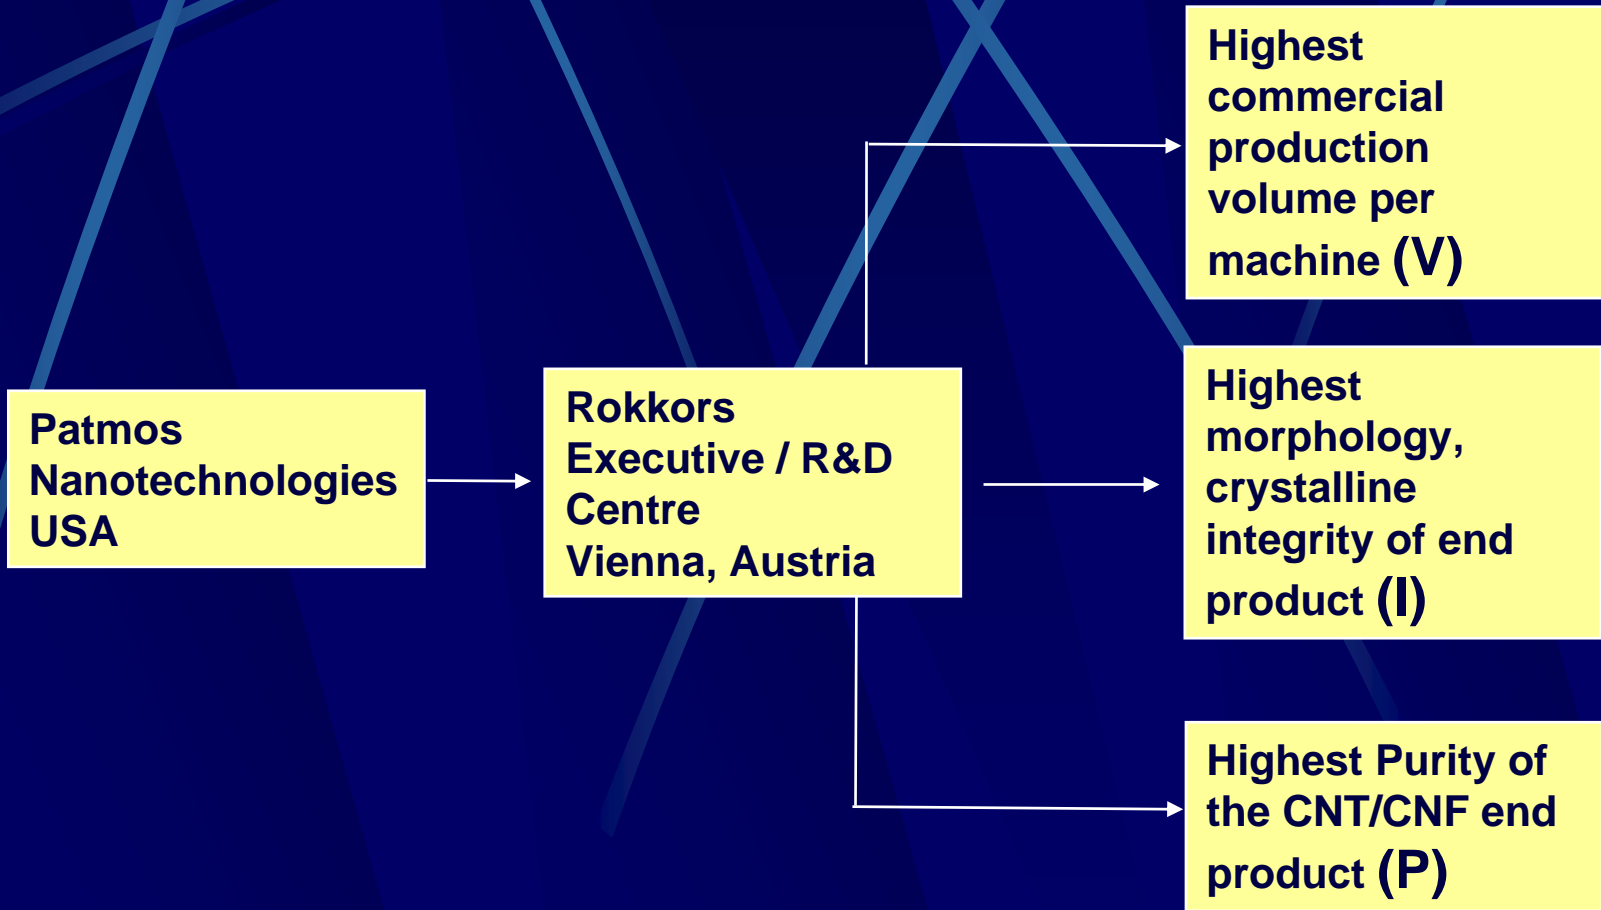 Patmos
Nanotechnologies
USA
Rokkors
Executive / R&D
Centre
Vienna, Austria
Highest
commercial
production
volume per
machine (V)
Highest
morphology,
crystalline
integrity of end
product (I)
Highest Purity of
the CNT/CNF end
product (P)